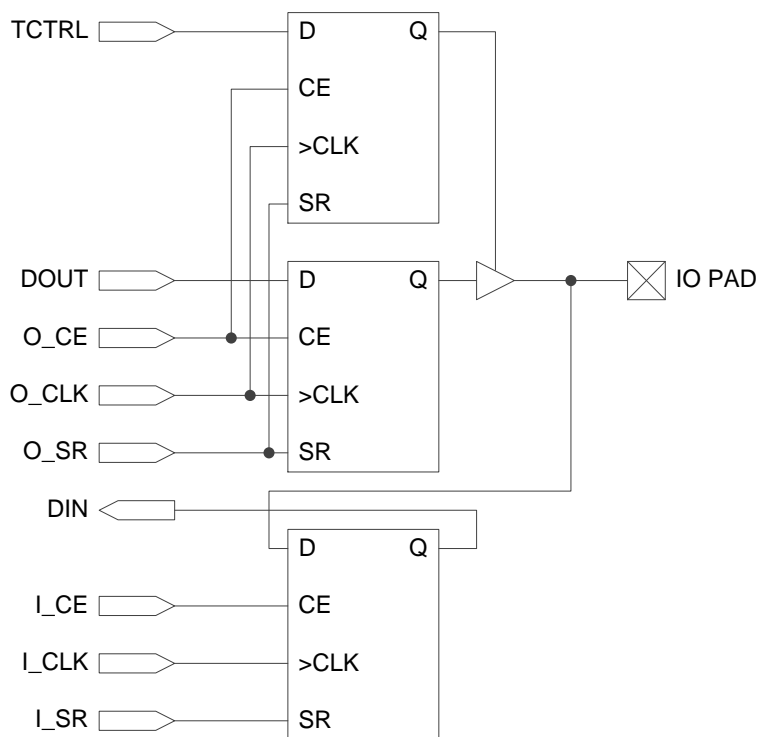 TCTRL
D Q
CE
>CLK
SR
DOUT
D Q
IO PAD
O_CE
CE
O_CLK
>CLK
O_SR
SR
DIN
D Q
I_CE
CE
I_CLK
>CLK
I_SR
SR